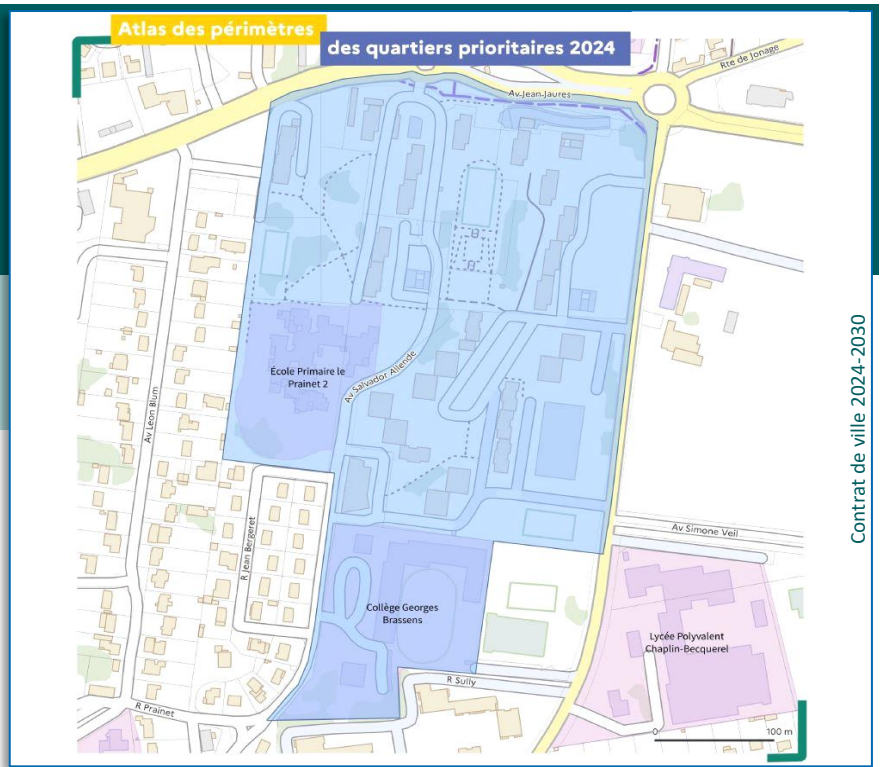 Atlas des périmètres
des quartiers prioritaires 2024
Rte de Jonage
Av Jean Jaures
École Primaire le
Prainet 2
Av Salvador Allende
Av Leon Blum
Contrat de ville 2024-2030
Av Simone Veil
R Jean Bergeret
Collège Georges
Brassens
Lycée Polyvalent
Chaplin-Becquerel
R Sully
R Prainet
0 100 m